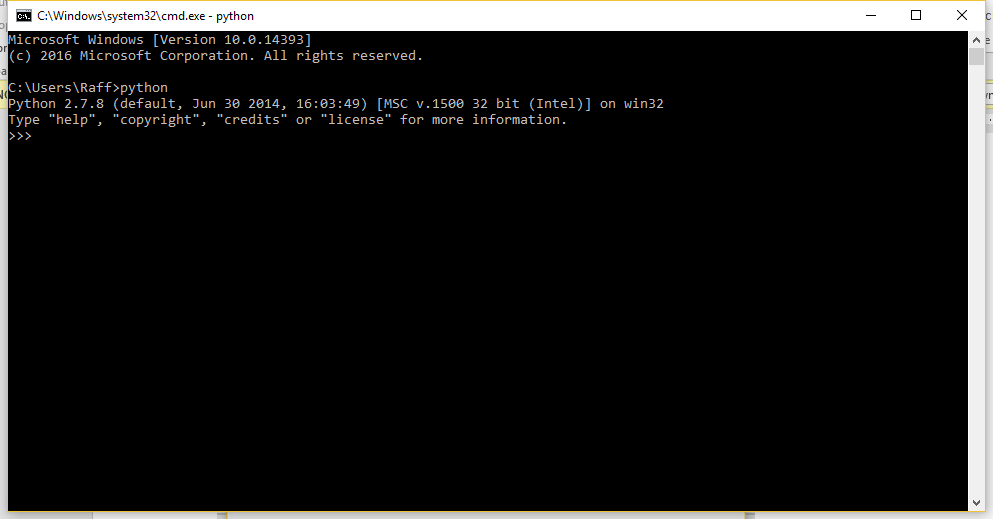 C:\Windows\system32\cmd.exe - python
Microsoft Windows [Version 10.0.14393]
(c) 2016 Microsoft Corporation. All rights reserved.
C:\Users\Raff>python
Python 2.7.8 (default, Jun 30 2014, 16:03:49) [MSC v.1500 32 bit (Intel)] on win32
Type "help", "copyright", "credits" or "license" for more information.
>>>